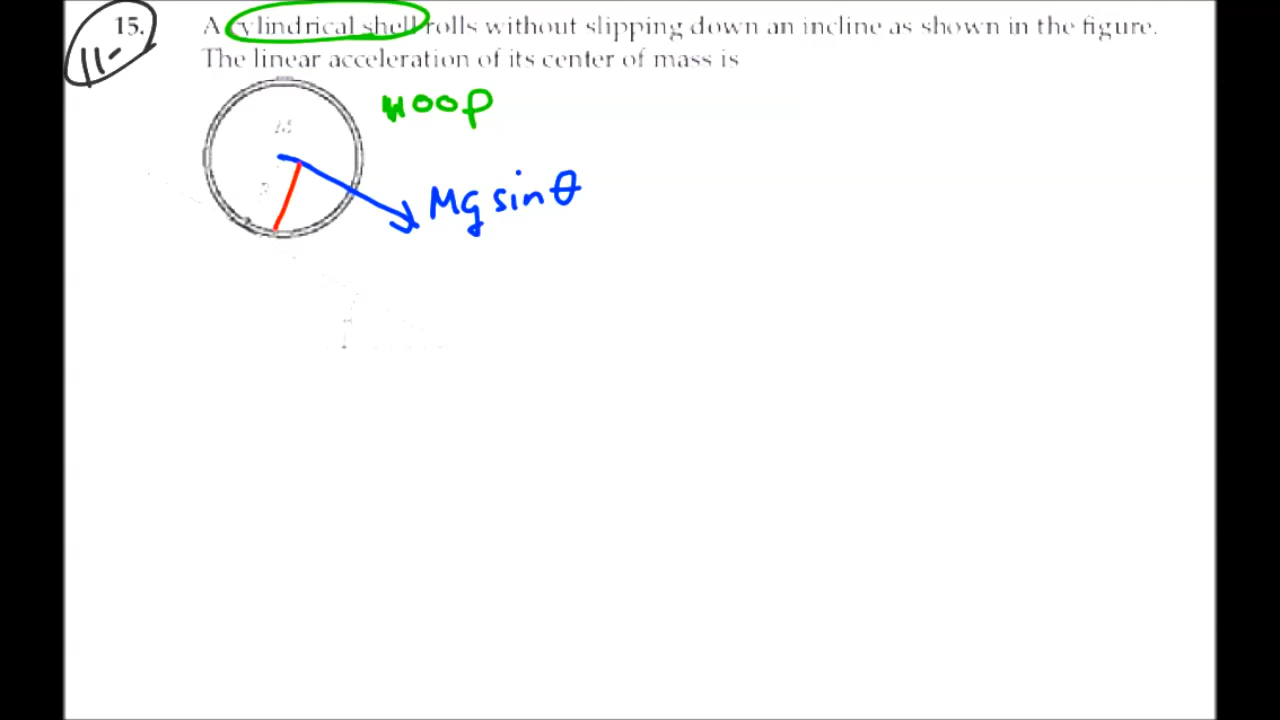 15. A cylindrical shell rolls without slipping down an incline as shown in the figure.
11-
The linear acceleration of its center of mass is
HOOP
M
Mg sin θ
R